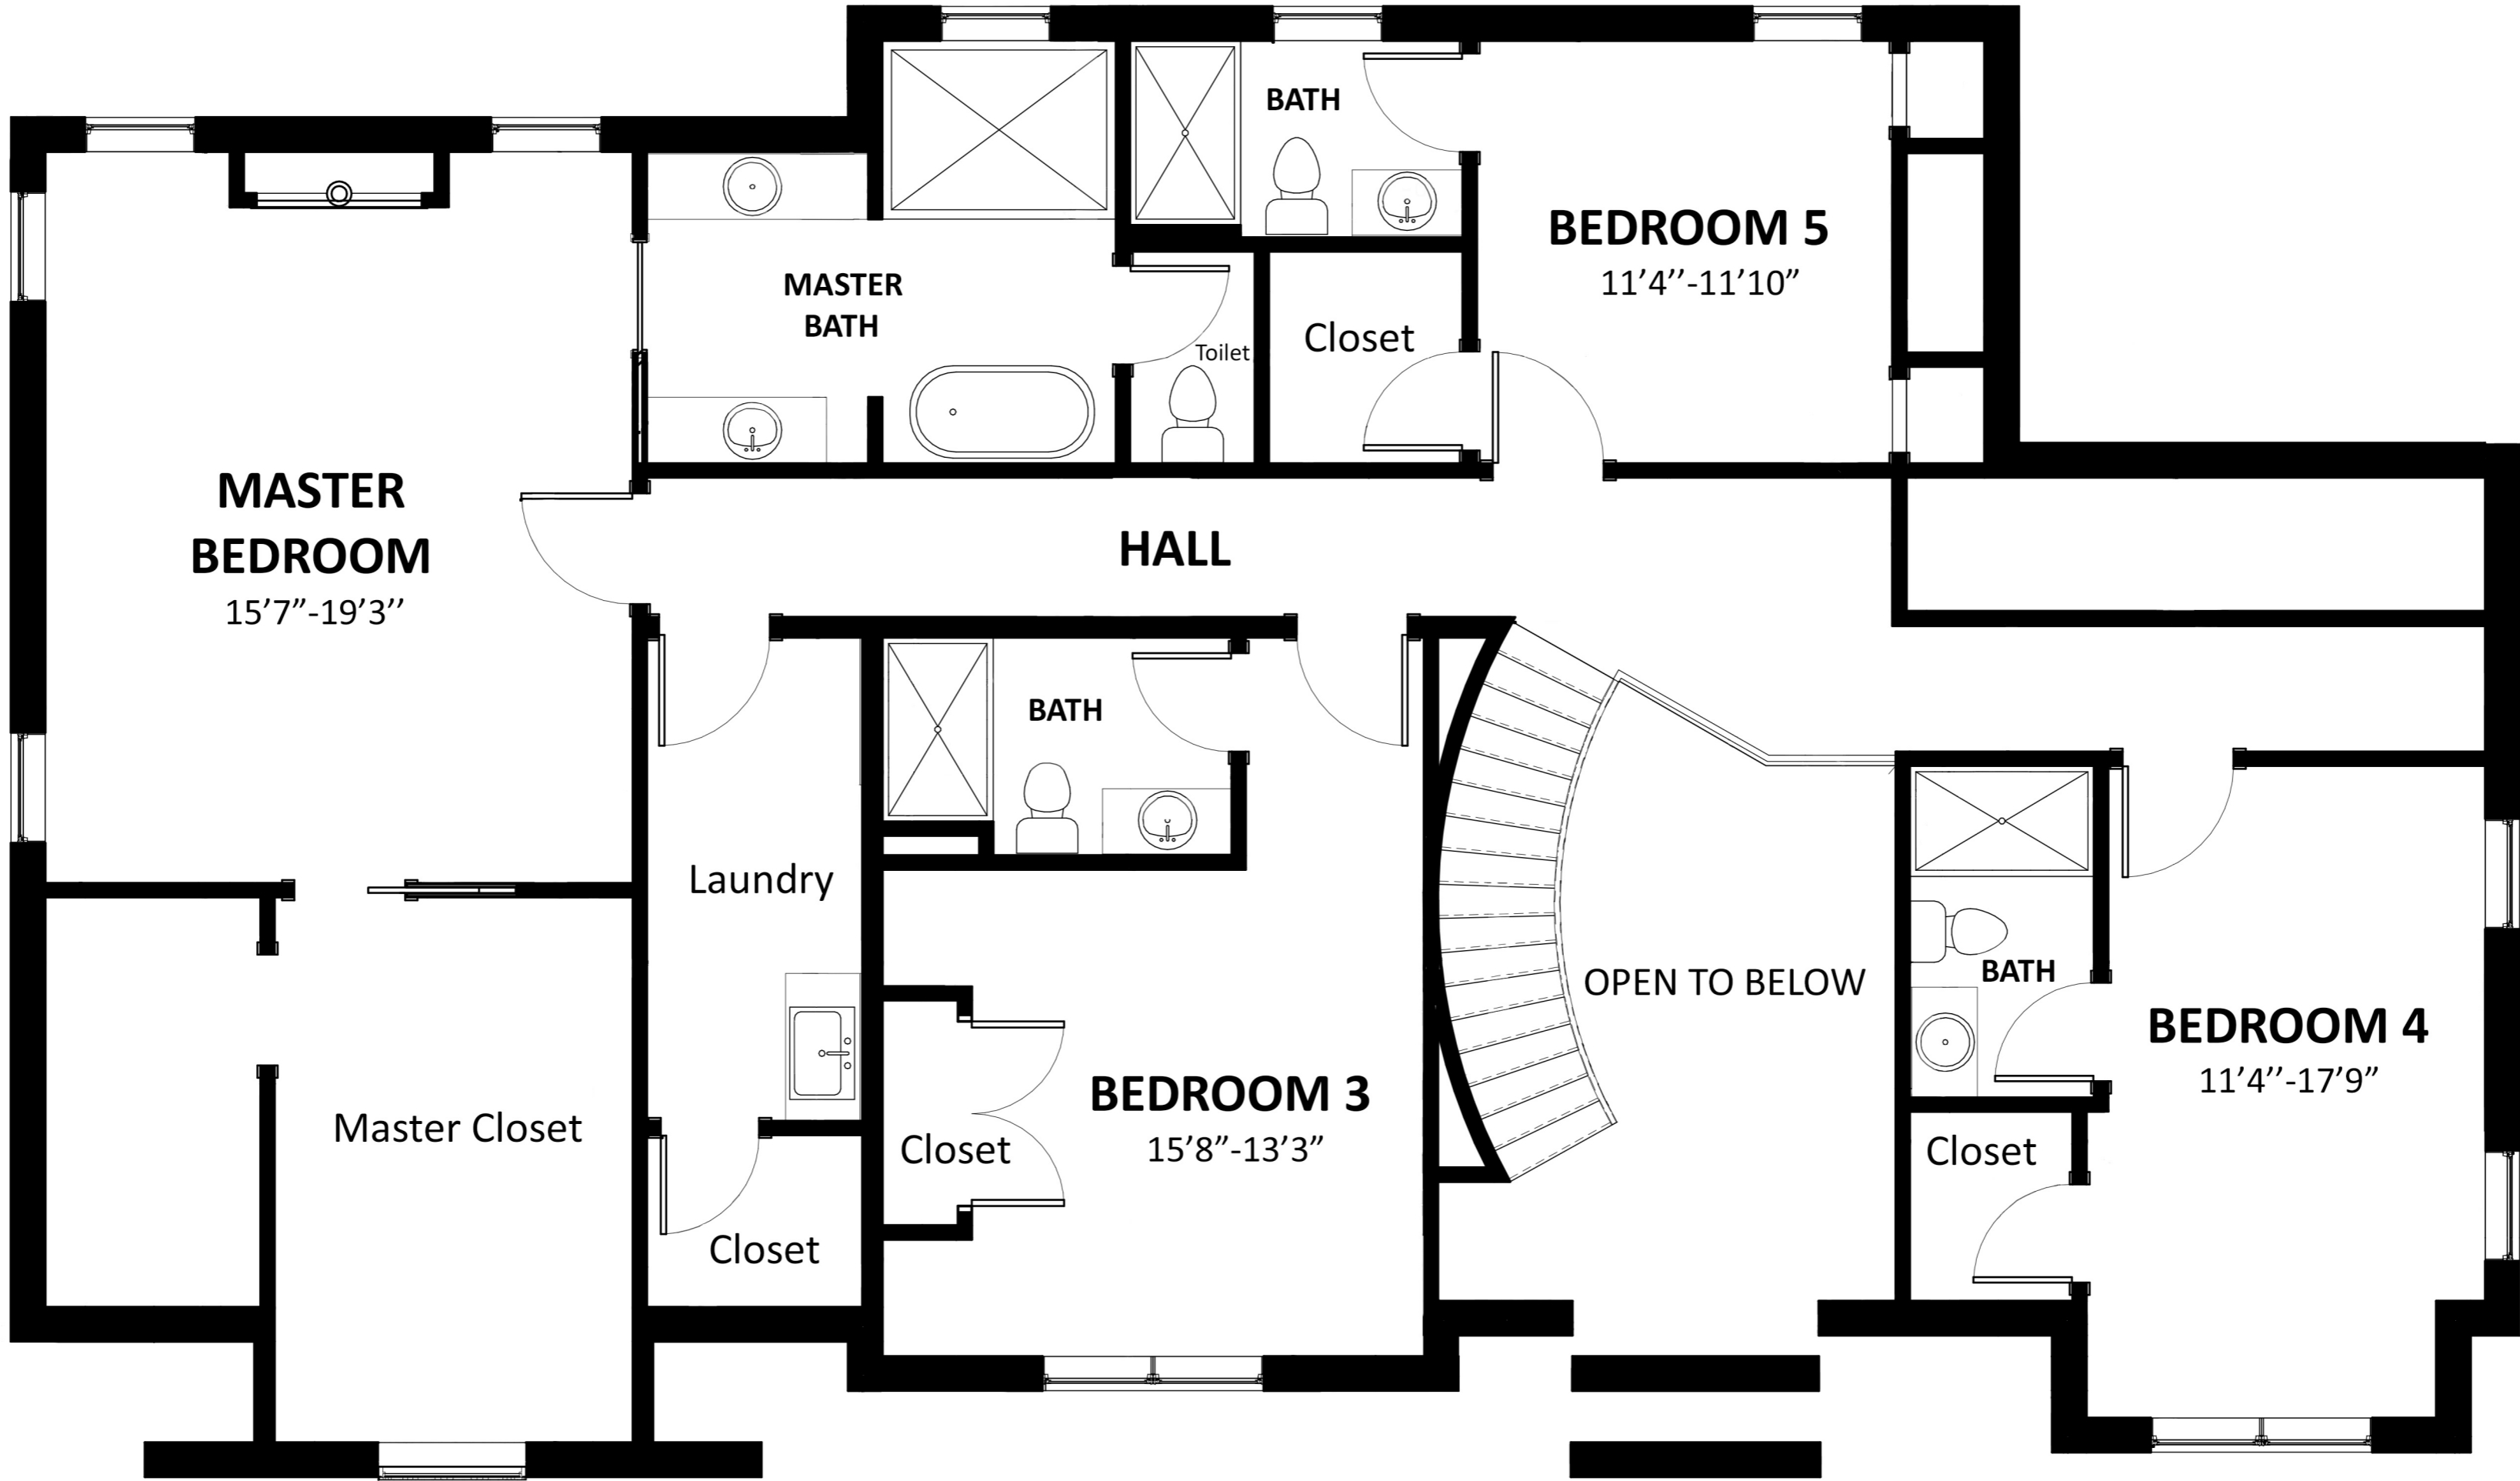 BATH
BEDROOM 5
11’4’’-11’10”
MASTER
BATH
Toilet
Closet
MASTER
BEDROOM
15’7”-19’3’’
HALL
BATH
Laundry
OPEN TO BELOW
BATH
BEDROOM 4
11’4’’-17’9”
Master Closet
BEDROOM 3
15’8”-13’3”
Closet
Closet
Closet